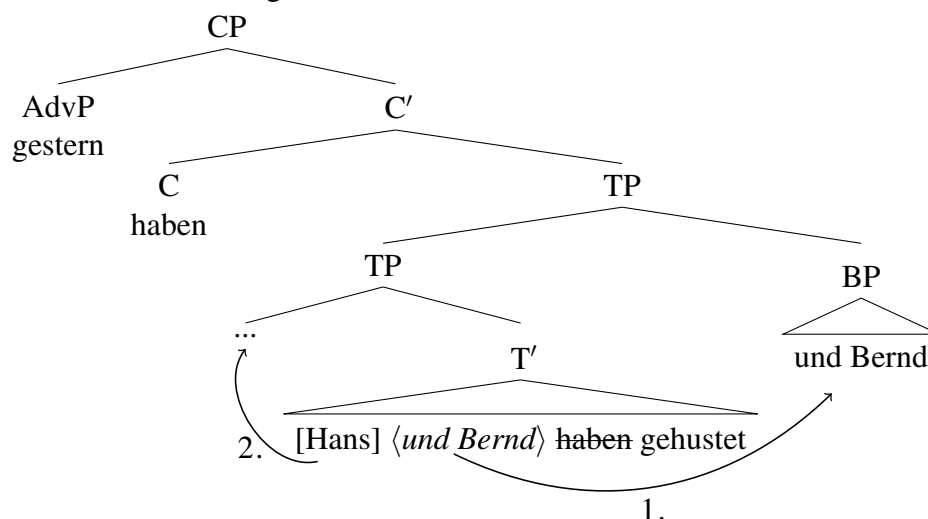 CP
AdvP C′
gestern
C TP
haben
TP BP
... T′ und Bernd
[Hans] ⟨und Bernd⟩ haben gehustet
2.
1.